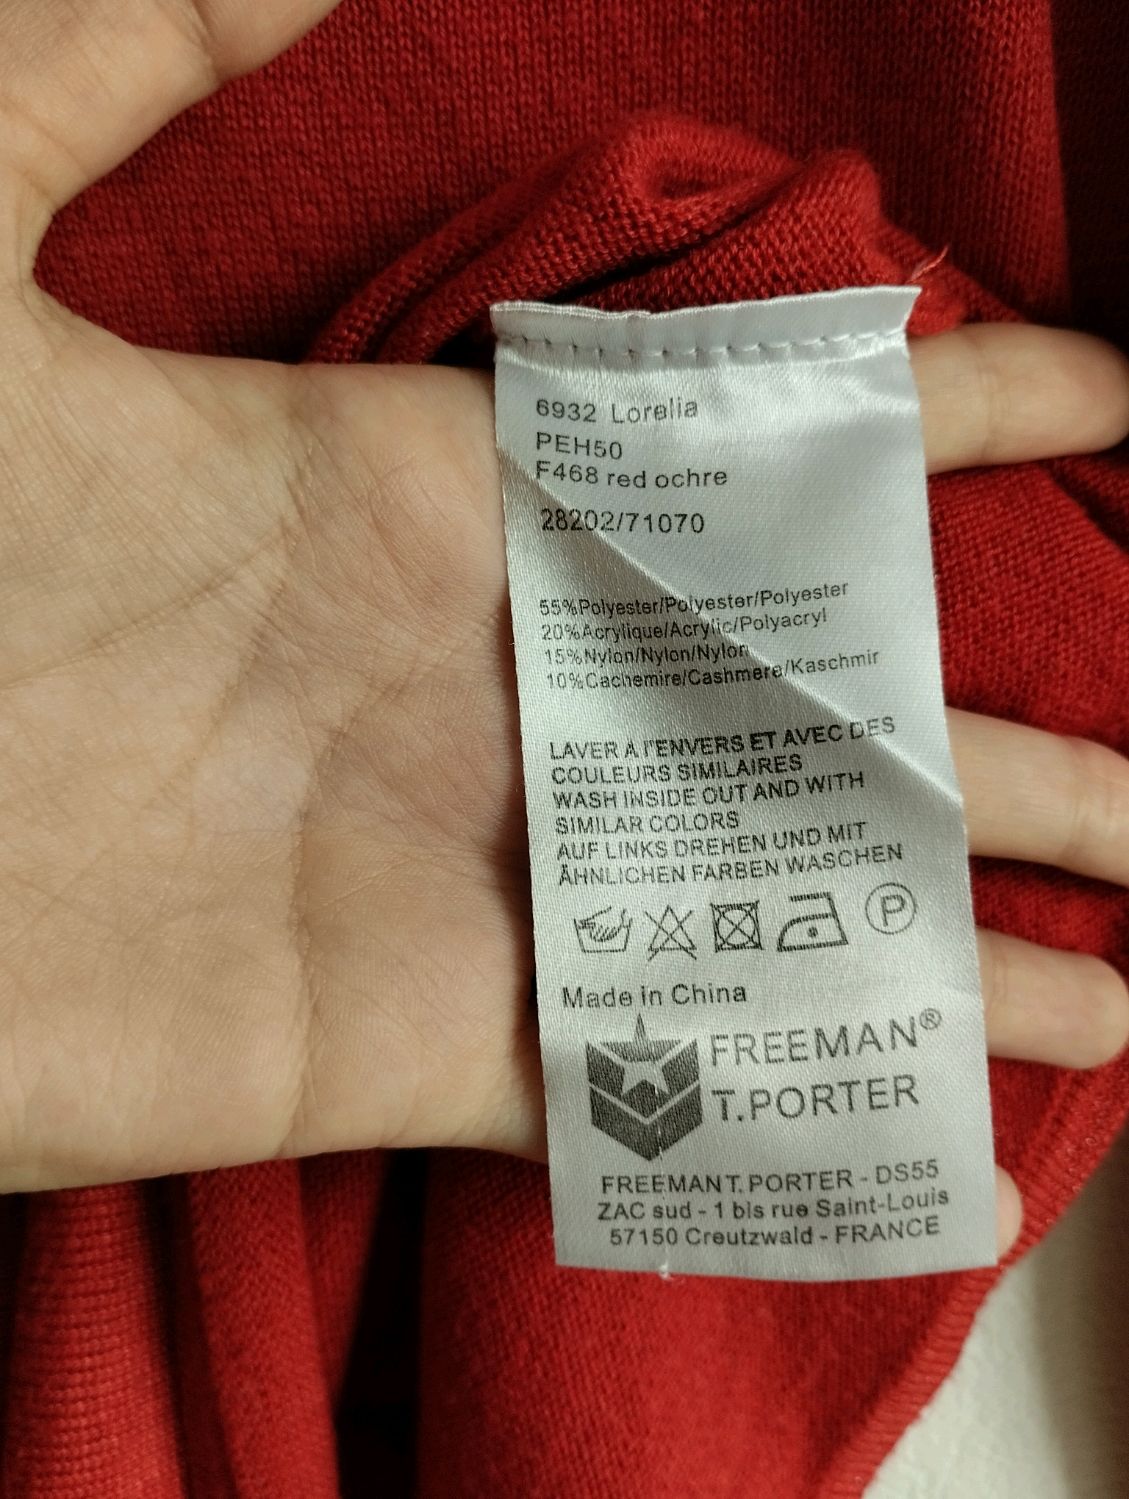 6932 Lorelia
PEH50
F468 red ochre
28202/71070
55%Polyester/Polyester/Polyester
20%Acrylique/Acrylic/Polyacryl
15%Nylon/Nylon/Nylon
10%Cachemire/Cashmere/Kaschmir
LAVER À l'ENVERS ET AVEC DES
COULEURS SIMILAIRES
WASH INSIDE OUT AND WITH
SIMILAR COLORS
AUF LINKS DREHEN UND MIT
ÄHNLICHEN FARBEN WASCHEN
P
Made in China
FREEMAN®
T.PORTER
FREEMAN T. PORTER - DS55
ZAC sud - 1 bis rue Saint-Louis
57150 Creutzwald - FRANCE